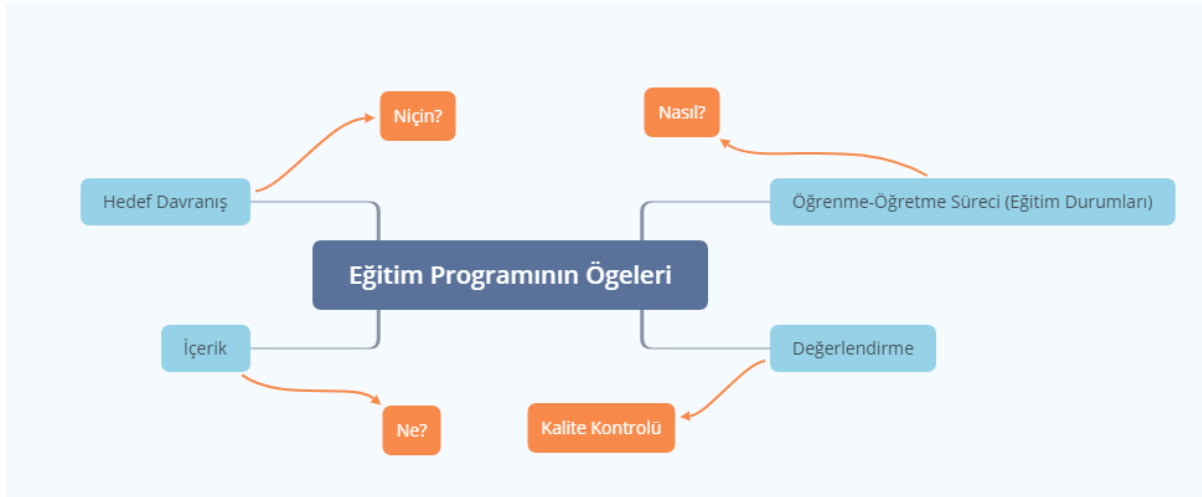 Niçin?
Nasıl?
Hedef Davranış
Öğrenme-Öğretme Süreci (Eğitim Durumları)
Eğitim Programının Ögeleri
İçerik
Değerlendirme
Ne?
Kalite Kontrolü